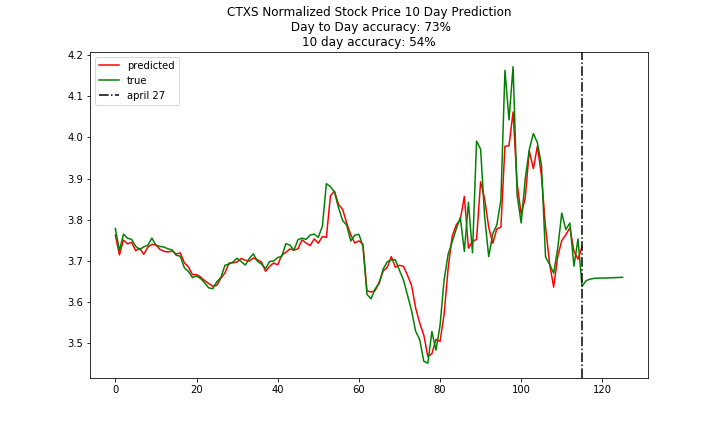 CTXS Normalized Stock Price 10 Day Prediction
Day to Day accuracy: 73%
10 day accuracy: 54%
predicted
true
april 27
4.2
4.1
4.0
3.9
3.8
3.7
3.6
3.5
0 20 40 60 80 100 120